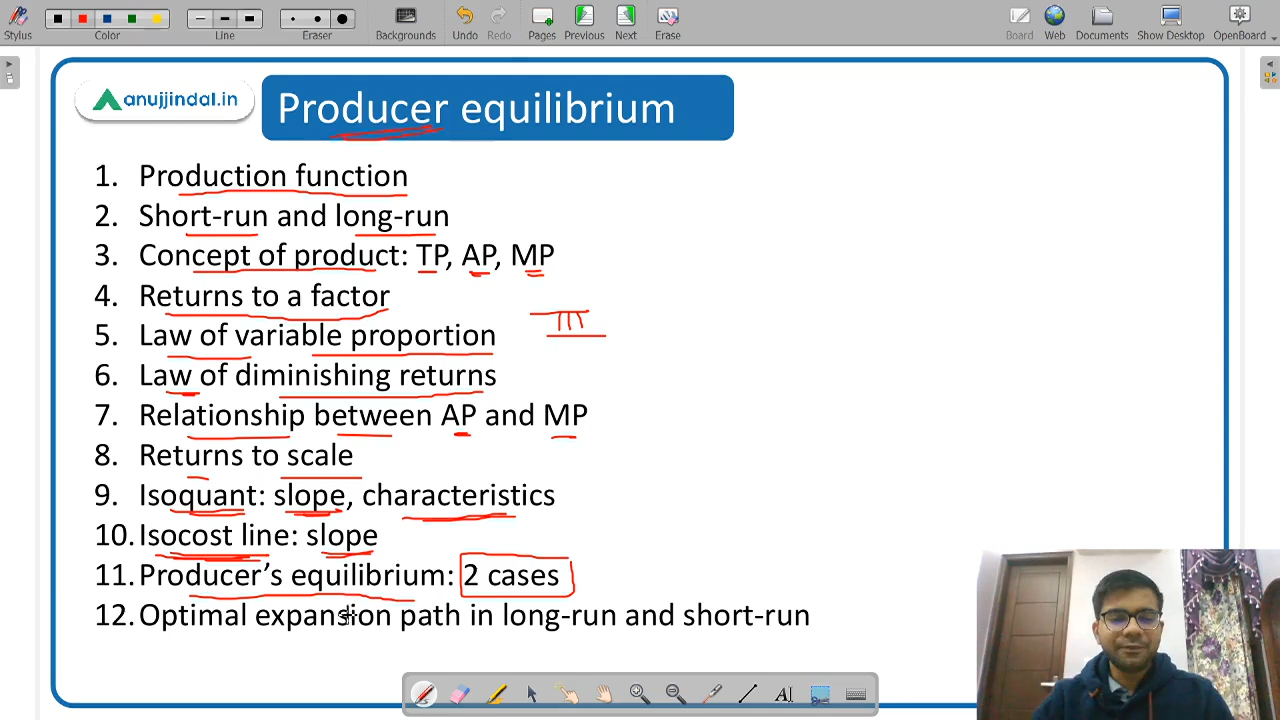 Stylus
Color
Line
Eraser
Backgrounds
Undo
Redo
Pages
Previous
Next
Erase
Board
Web
Documents
Show Desktop
OpenBoard
anujjindal.in
Producer equilibrium
1. Production function
2. Short-run and long-run
3. Concept of product: TP, AP, MP
4. Returns to a factor
5. Law of variable proportion
III
6. Law of diminishing returns
7. Relationship between AP and MP
8. Returns to scale
9. Isoquant: slope, characteristics
10. Isocost line: slope
11. Producer’s equilibrium: 2 cases
12. Optimal expansion path in long-run and short-run